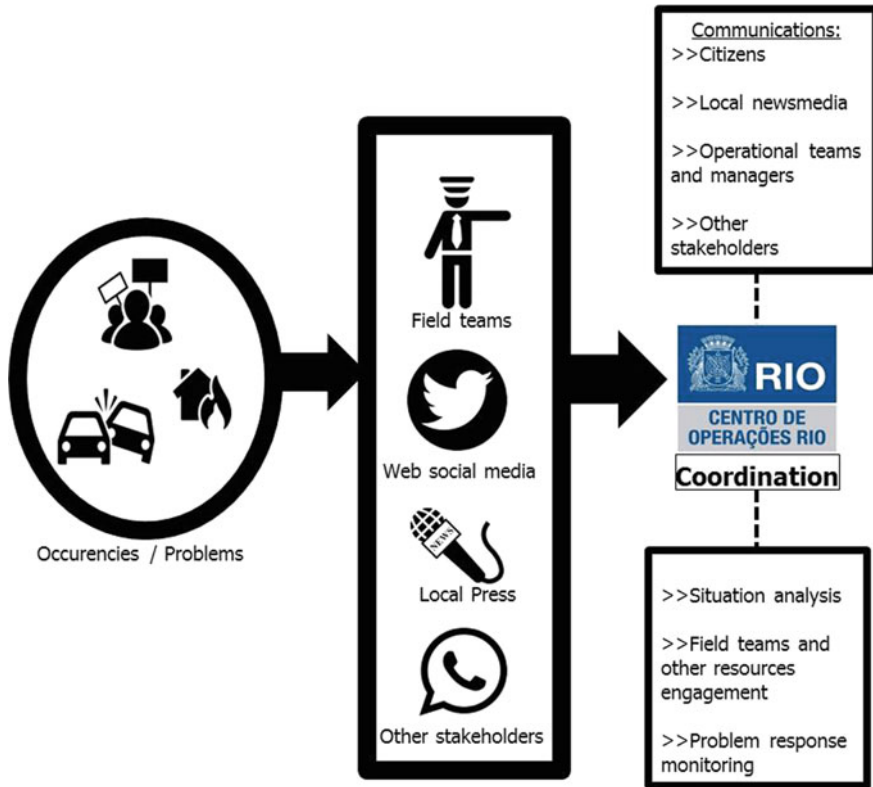 Occurencies / Problems
Field teams
Web social media
NEWS
Local Press
Other stakeholders
Communications:
>>Citizens
>>Local newsmedia
>>Operational teams
and managers
>>Other
stakeholders
RIO
CENTRO DE
OPERAÇÕES RIO
Coordination
>>Situation analysis
>>Field teams and
other resources
engagement
>>Problem response
monitoring